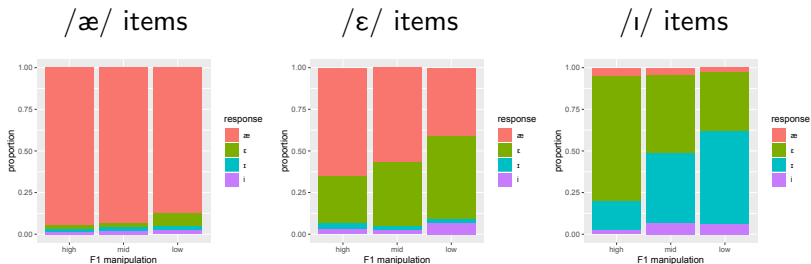 /æ/ items
1.00
0.75
0.50
0.25
0.00
proportion
high mid low
F1 manipulation
response
æ
ɛ
ɪ
i
/ɛ/ items
1.00
0.75
0.50
0.25
0.00
proportion
high mid low
F1 manipulation
response
æ
ɛ
ɪ
i
/ɪ/ items
1.00
0.75
0.50
0.25
0.00
proportion
high mid low
F1 manipulation
response
æ
ɛ
ɪ
i